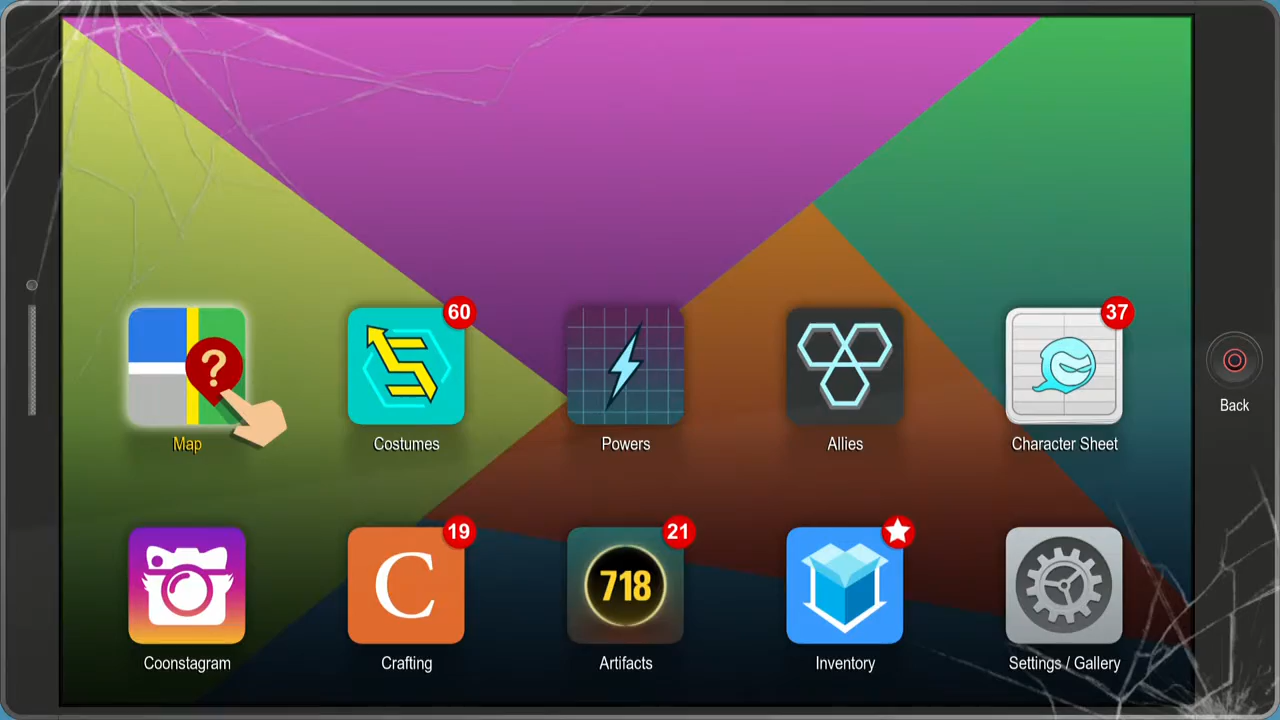 60
37
?
Map
Costumes
Powers
Allies
Character Sheet
Back
19
21
C
718
Coonstagram
Crafting
Artifacts
Inventory
Settings / Gallery